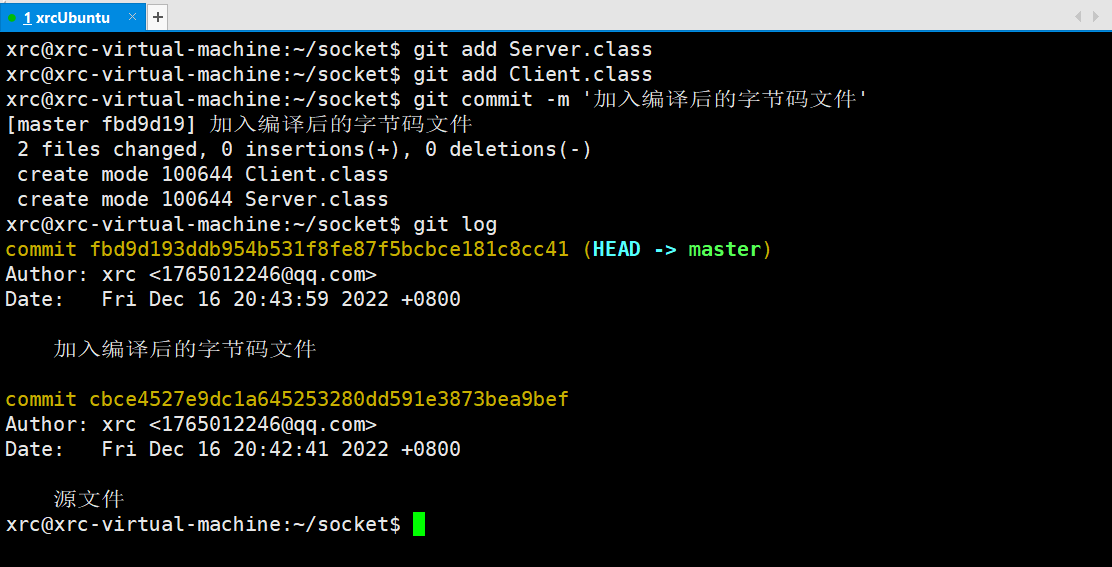 1 xrcUbuntu × +
xrc@xrc-virtual-machine:~/socket$ git add Server.class
xrc@xrc-virtual-machine:~/socket$ git add Client.class
xrc@xrc-virtual-machine:~/socket$ git commit -m '加入编译后的字节码文件'
[master fbd9d19] 加入编译后的字节码文件
 2 files changed, 0 insertions(+), 0 deletions(-)
 create mode 100644 Client.class
 create mode 100644 Server.class
xrc@xrc-virtual-machine:~/socket$ git log
commit fbd9d193ddb954b531f8fe87f5bcbce181c8cc41 (HEAD -> master)
Author: xrc <1765012246@qq.com>
Date:   Fri Dec 16 20:43:59 2022 +0800
    加入编译后的字节码文件
commit cbce4527e9dc1a645253280dd591e3873bea9bef
Author: xrc <1765012246@qq.com>
Date:   Fri Dec 16 20:42:41 2022 +0800
    源文件
xrc@xrc-virtual-machine:~/socket$